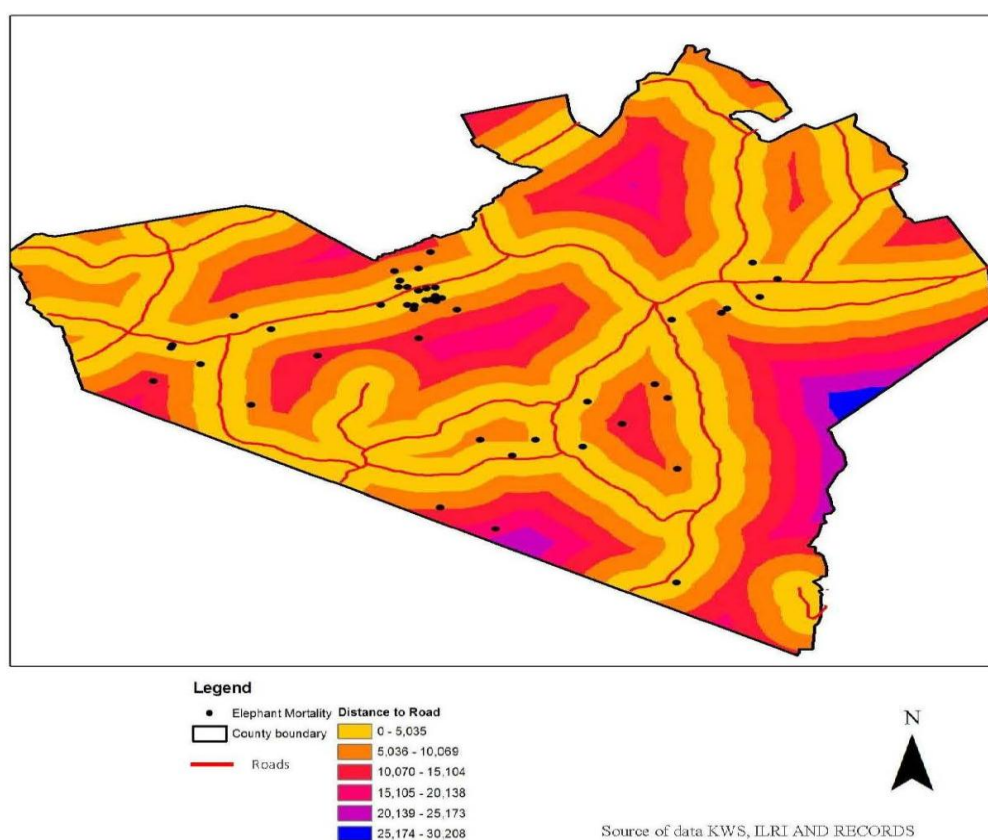 Legend
Elephant Mortality
County boundary
Roads
Distance to Road
0 - 5,035
5,036 - 10,069
10,070 - 15,104
15,105 - 20,138
20,139 - 25,173
25,174 - 30,208
N
Source of data KWS, ILRI AND RECORDS